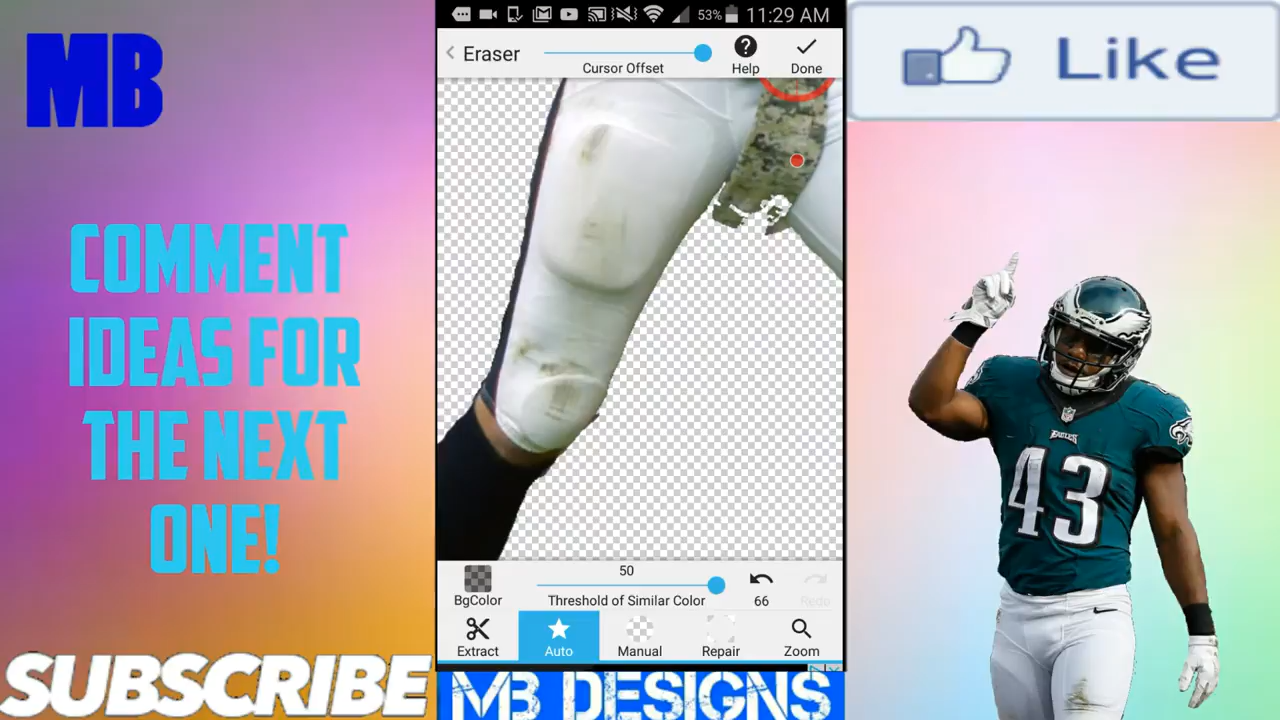 MB
COMMENT
IDEAS FOR
THE NEXT
ONE!
SUBSCRIBE
53% 11:29 AM
Eraser
Cursor Offset
Help
Done
50
BgColor
Threshold of Similar Color
66
Redo
Extract
Auto
Manual
Repair
Zoom
MB DESIGNS
Like
EAGLES
43